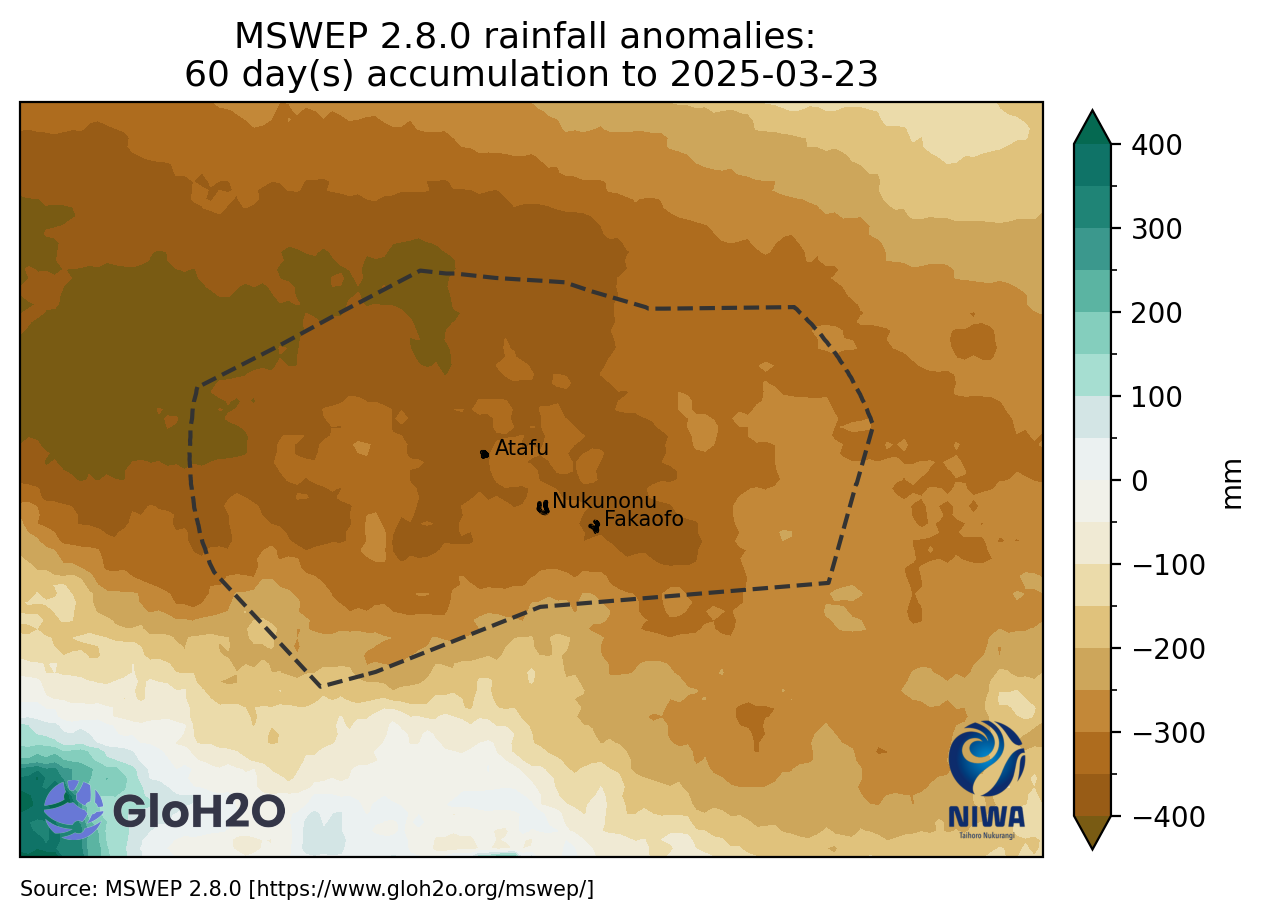 MSWEP 2.8.0 rainfall anomalies:
60 day(s) accumulation to 2025-03-23
400
300
200
100
0
−100
−200
−300
−400
mm
Atafu
Nukunonu
Fakaofo
GloH2O
NIWA
Taihoro Nukurangi
Source: MSWEP 2.8.0 [https://www.gloh2o.org/mswep/]